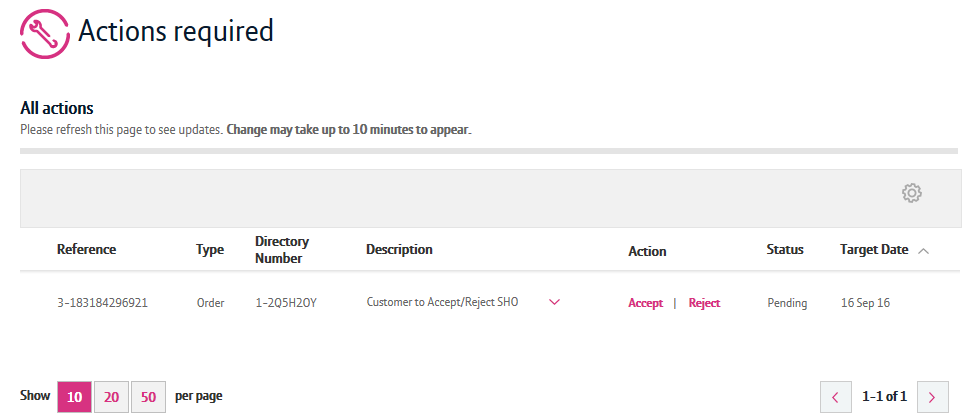 Actions required
All actions
Please refresh this page to see updates. Change may take up to 10 minutes to appear.
Reference Type Directory Number Description Action Status Target Date
3-183184296921 Order 1-2Q5H2OY Customer to Accept/Reject SHO Accept | Reject Pending 16 Sep 16
Show 10 20 50 per page 1-1 of 1